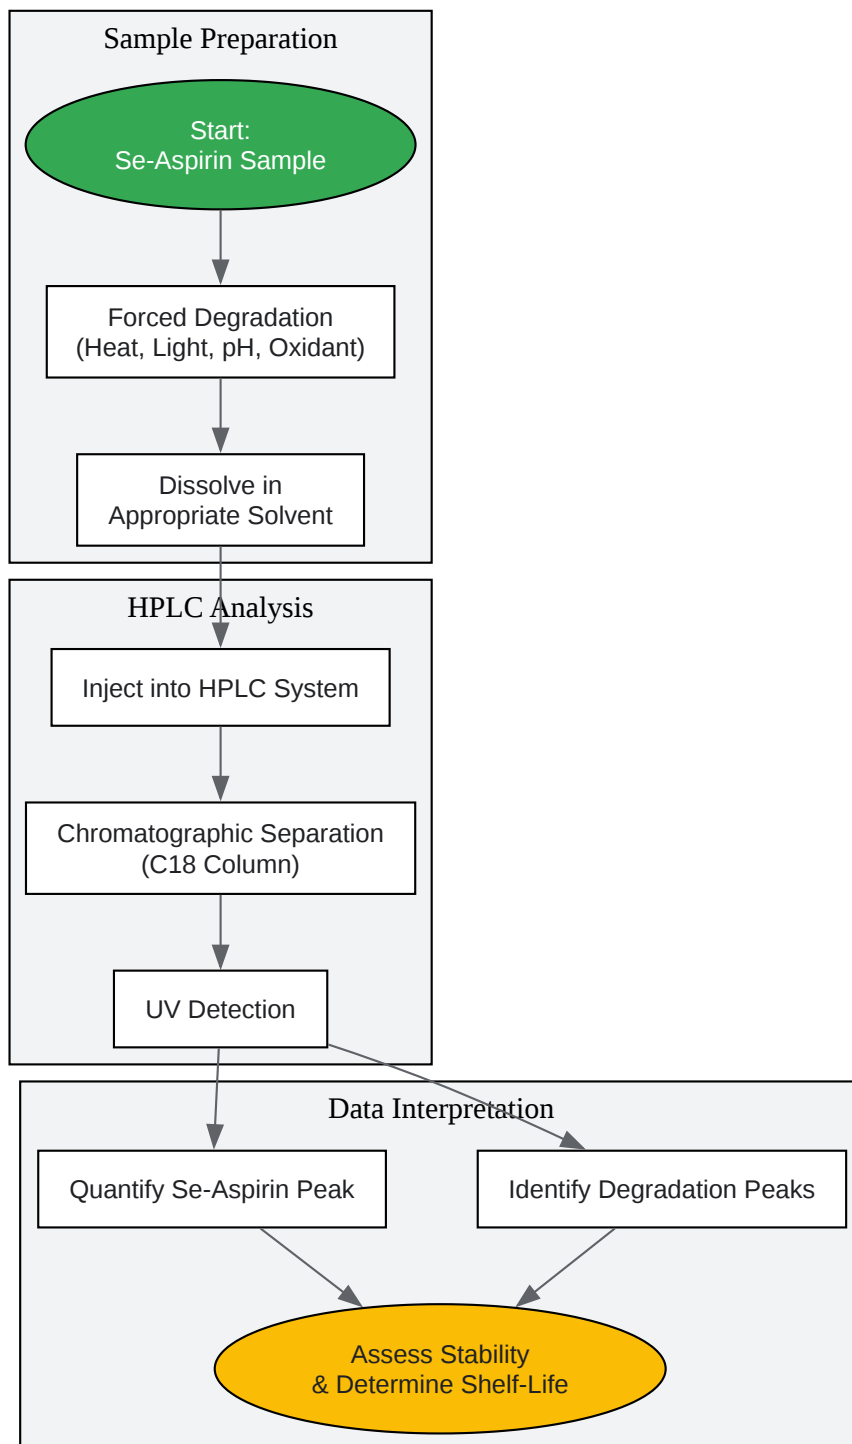 Sample Preparation
Start:
Se-Aspirin Sample
Forced Degradation
(Heat, Light, pH, Oxidant)
Dissolve in
Appropriate Solvent
HPLC Analysis
Inject into HPLC System
Chromatographic Separation
(C18 Column)
UV Detection
Data Interpretation
Quantify Se-Aspirin Peak
Identify Degradation Peaks
Assess Stability
& Determine Shelf-Life